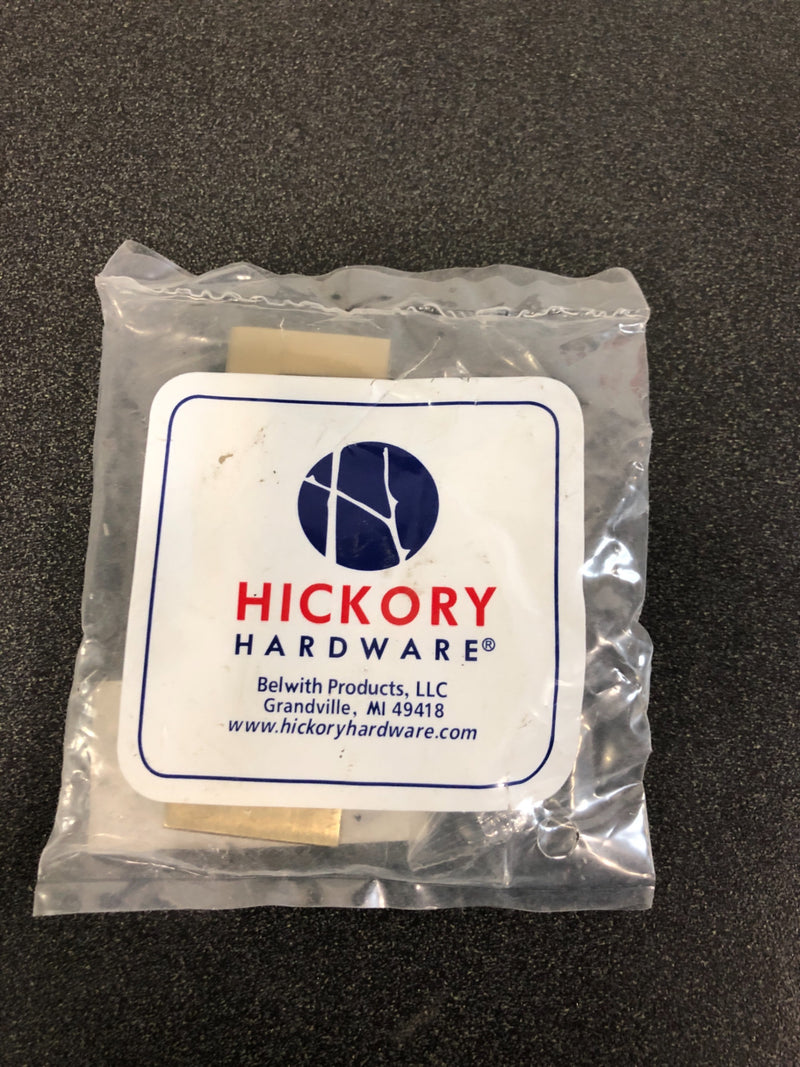 HICKORY
HARDWARE®
Belwith Products, LLC
Grandville, MI 49418
www.hickoryhardware.com